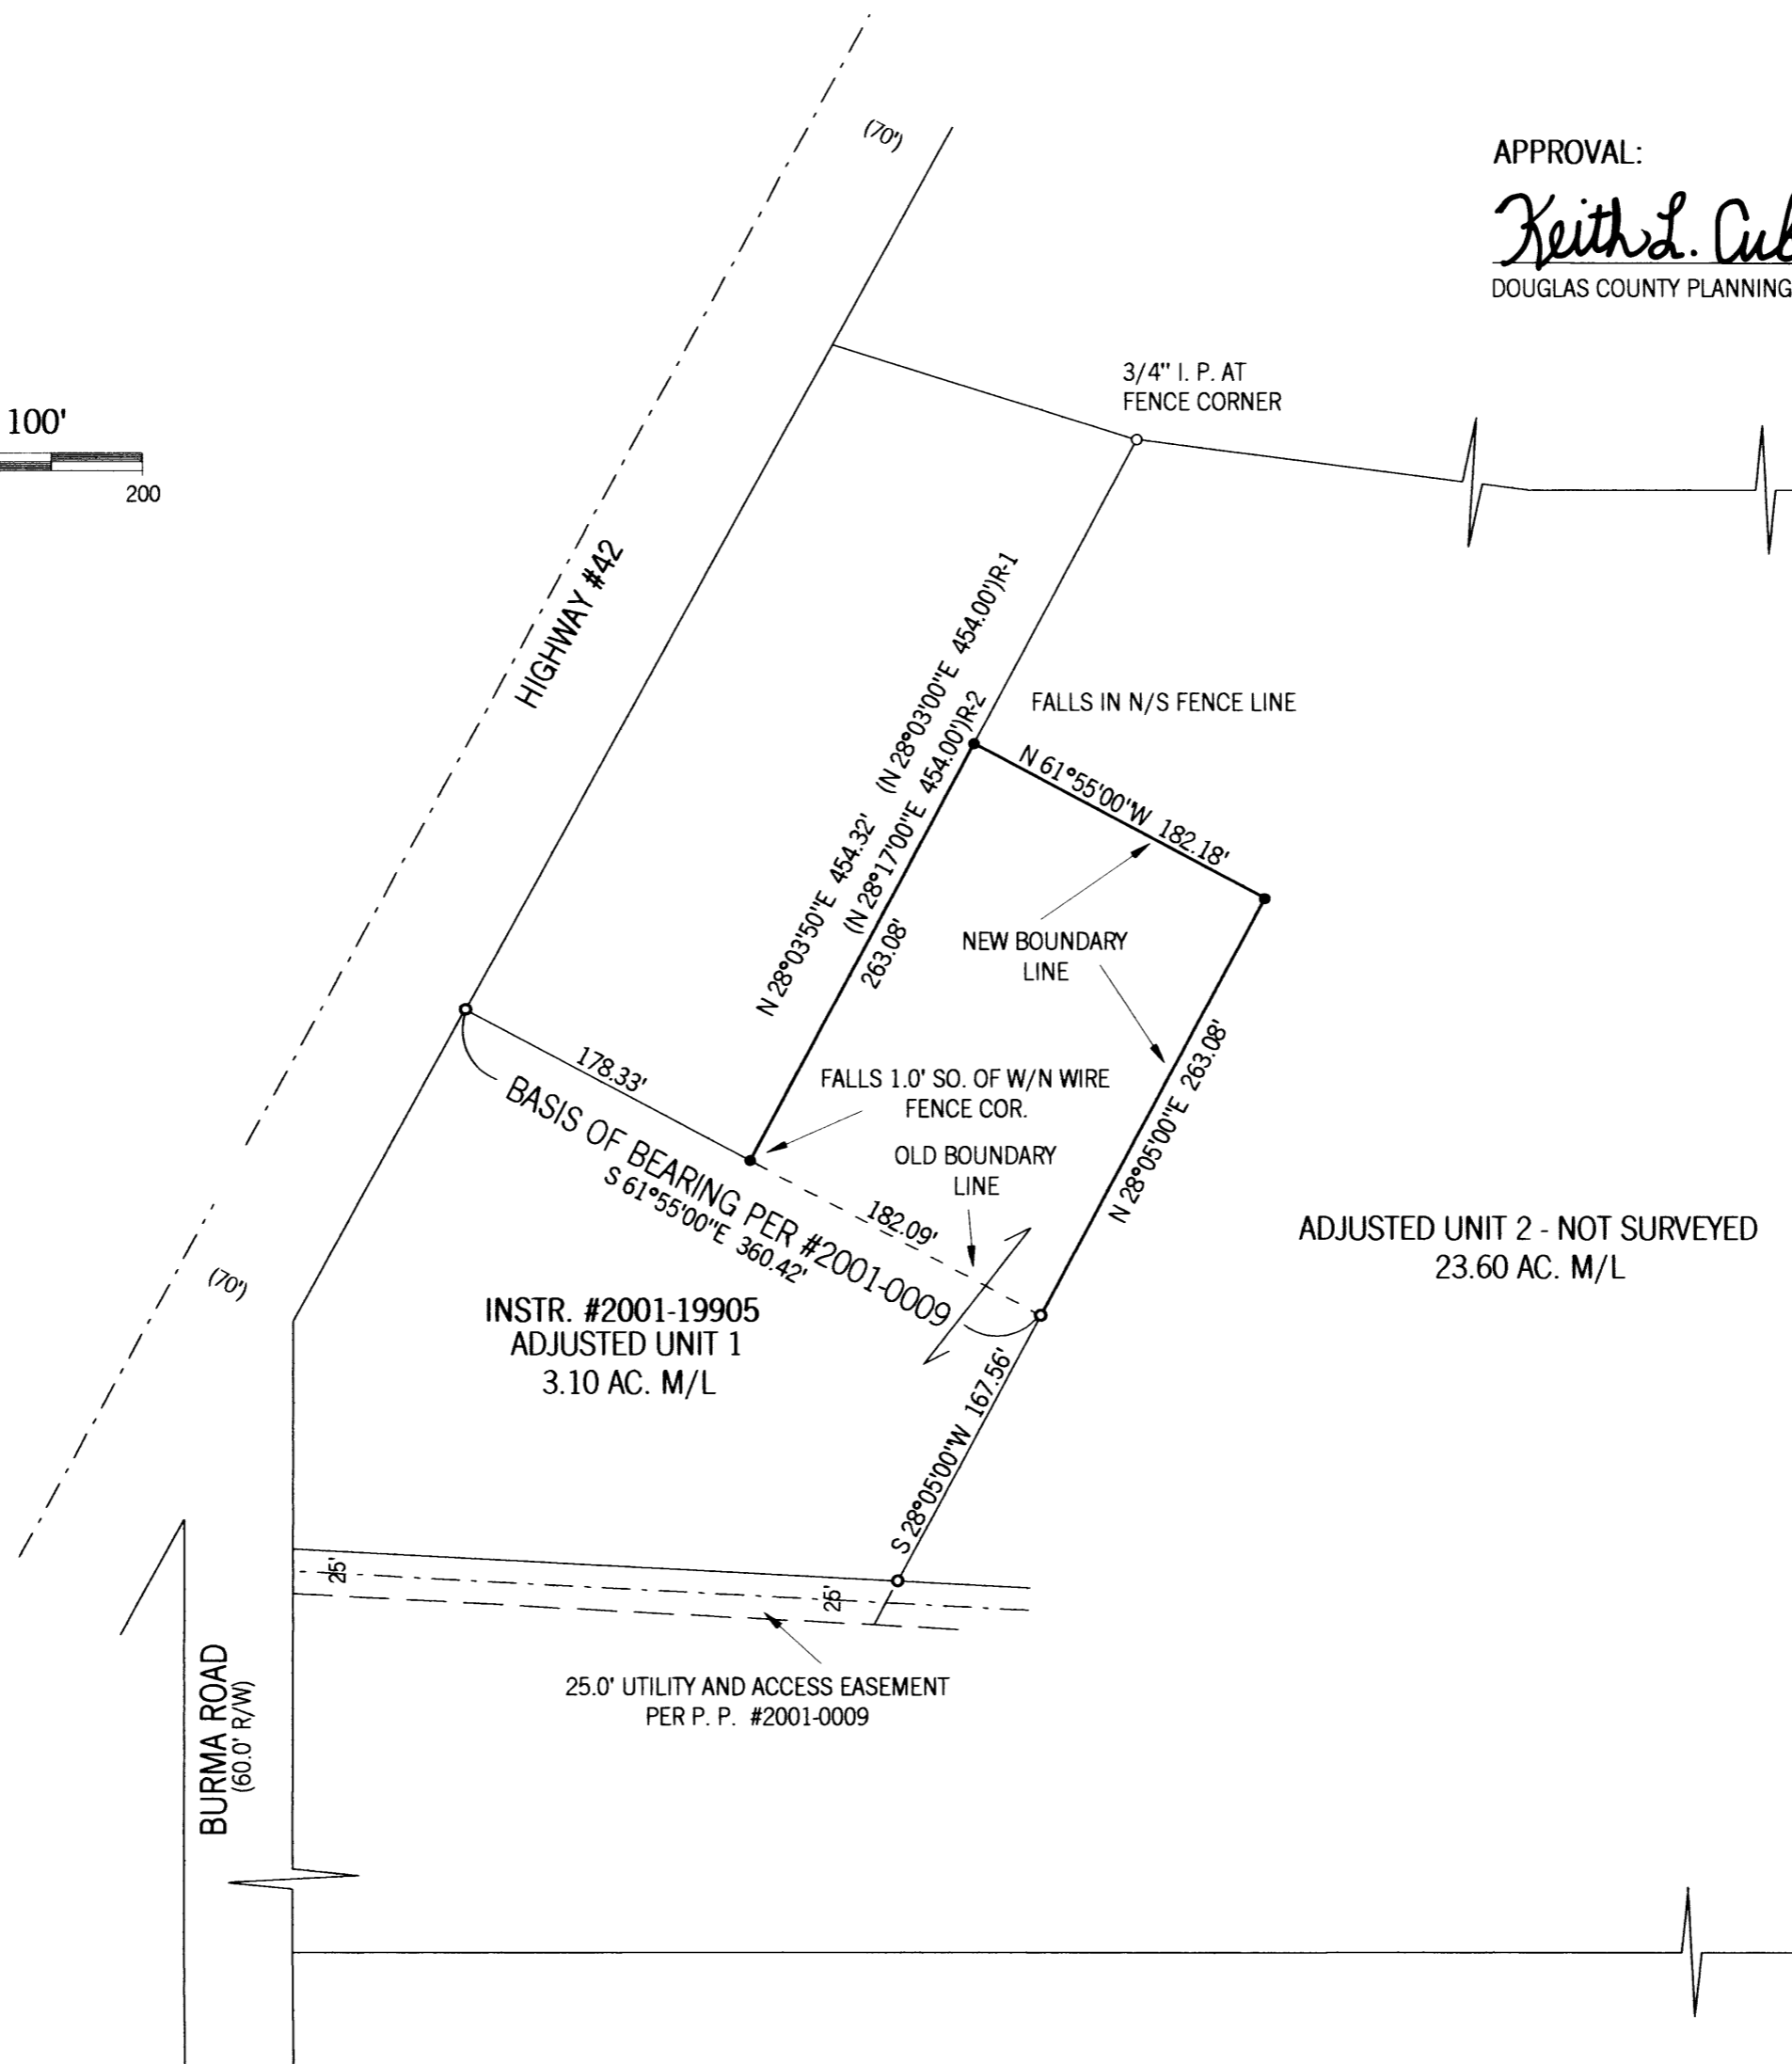 (70')
APPROVAL:
Keith L.
DOUGLAS COUNTY PLANNING
3/4" I. P. AT
FENCE CORNER
100'
200
HIGHWAY #42
N 28°03'50"E 454.32' (N 28°03'00"E 454.00')R-1
(N 28°17'00"E 454.00')R-2
263.08'
FALLS IN N/S FENCE LINE
N 61°55'00"W 182.18'
NEW BOUNDARY
LINE
178.33'
FALLS 1.0' SO. OF W/N WIRE
FENCE COR.
N 28°05'00"E 263.08'
BASIS OF BEARING PER #2001-0009
S 61°55'00"E 360.42'
OLD BOUNDARY
LINE
182.09'
ADJUSTED UNIT 2 - NOT SURVEYED
23.60 AC. M/L
(70')
INSTR. #2001-19905
ADJUSTED UNIT 1
3.10 AC. M/L
S 28°05'00"W 167.56'
25'
25'
25.0' UTILITY AND ACCESS EASEMENT
PER P. P. #2001-0009
BURMA ROAD
(60.0' R/W)